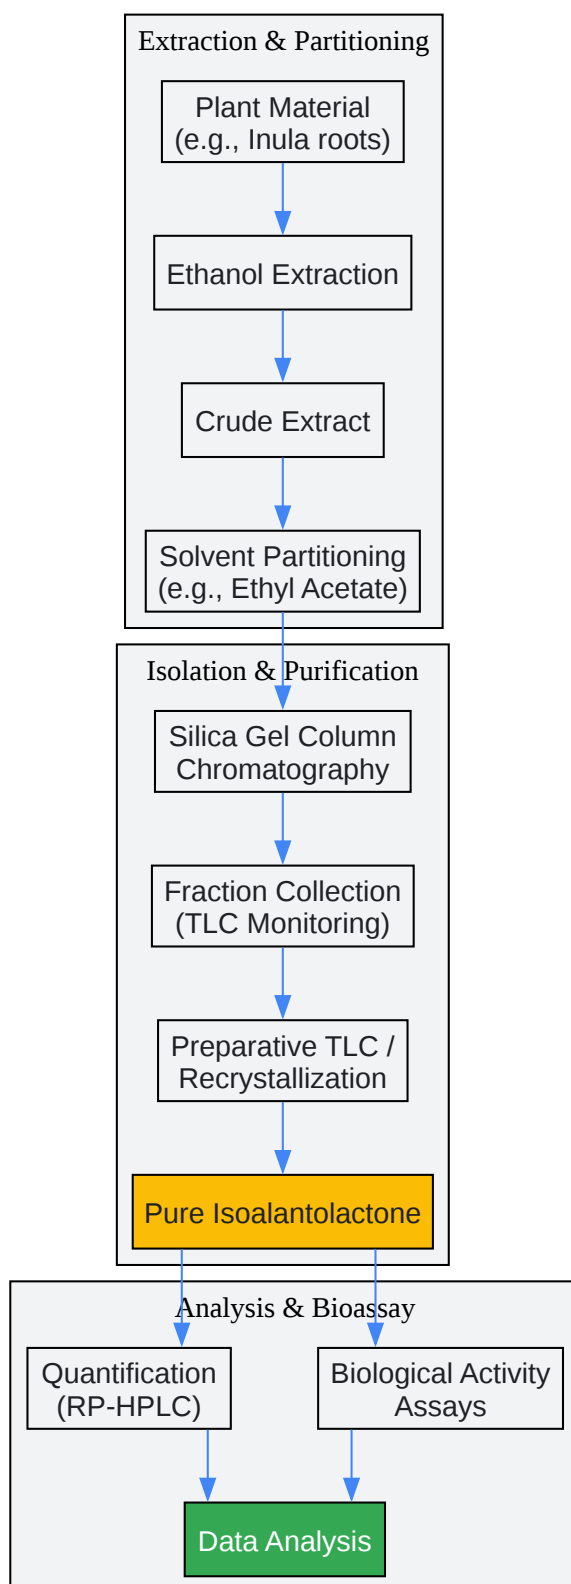 Extraction & Partitioning
Plant Material
(e.g., Inula roots)
Ethanol Extraction
Crude Extract
Solvent Partitioning
(e.g., Ethyl Acetate)
Isolation & Purification
Silica Gel Column
Chromatography
Fraction Collection
(TLC Monitoring)
Preparative TLC /
Recrystallization
Pure Isoalantolactone
Analysis & Bioassay
Quantification
(RP-HPLC)
Biological Activity
Assays
Data Analysis